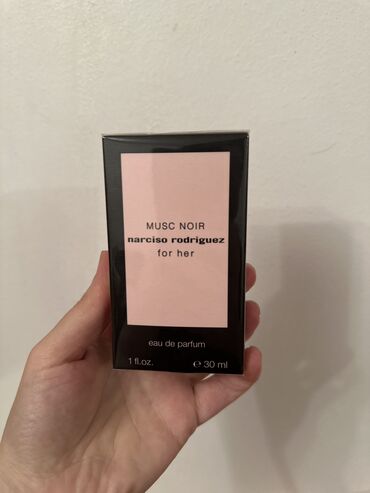 MUSC NOIR
narciso rodriguez
for her
eau de parfum
1 fl.oz. ℮ 30 ml